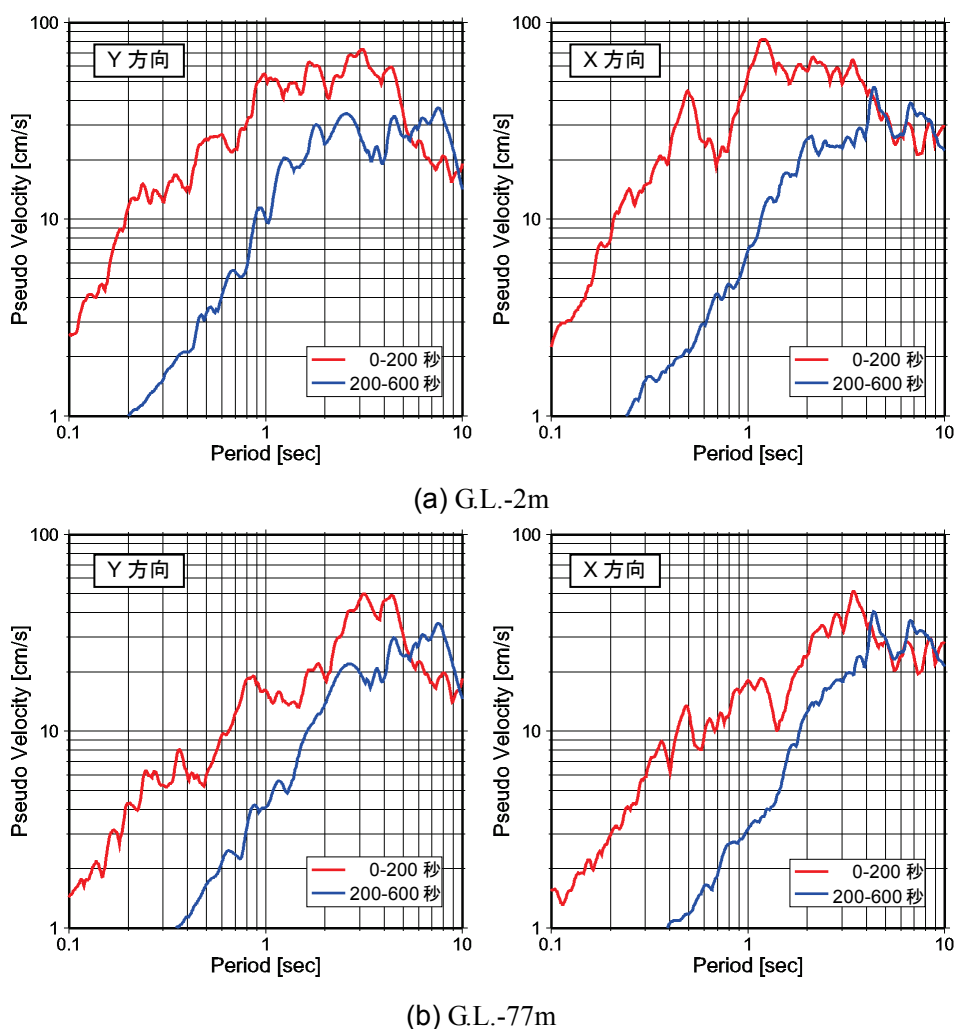 100
Y 方向
10
1
0.1
1
10
Pseudo Velocity [cm/s]
Period [sec]
0-200 秒
200-600 秒
100
X 方向
10
1
0.1
1
10
Pseudo Velocity [cm/s]
Period [sec]
0-200 秒
200-600 秒
(a) G.L.-2m
100
Y 方向
10
1
0.1
1
10
Pseudo Velocity [cm/s]
Period [sec]
0-200 秒
200-600 秒
100
X 方向
10
1
0.1
1
10
Pseudo Velocity [cm/s]
Period [sec]
0-200 秒
200-600 秒
(b) G.L.-77m